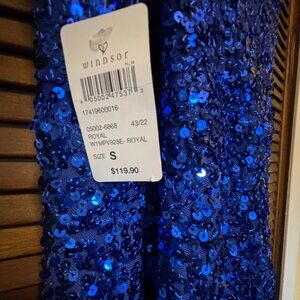 WINDSOR
17419600016
05002-6868 43/22
ROYAL
W1MPV928E- ROYAL
SIZE S
$119.90